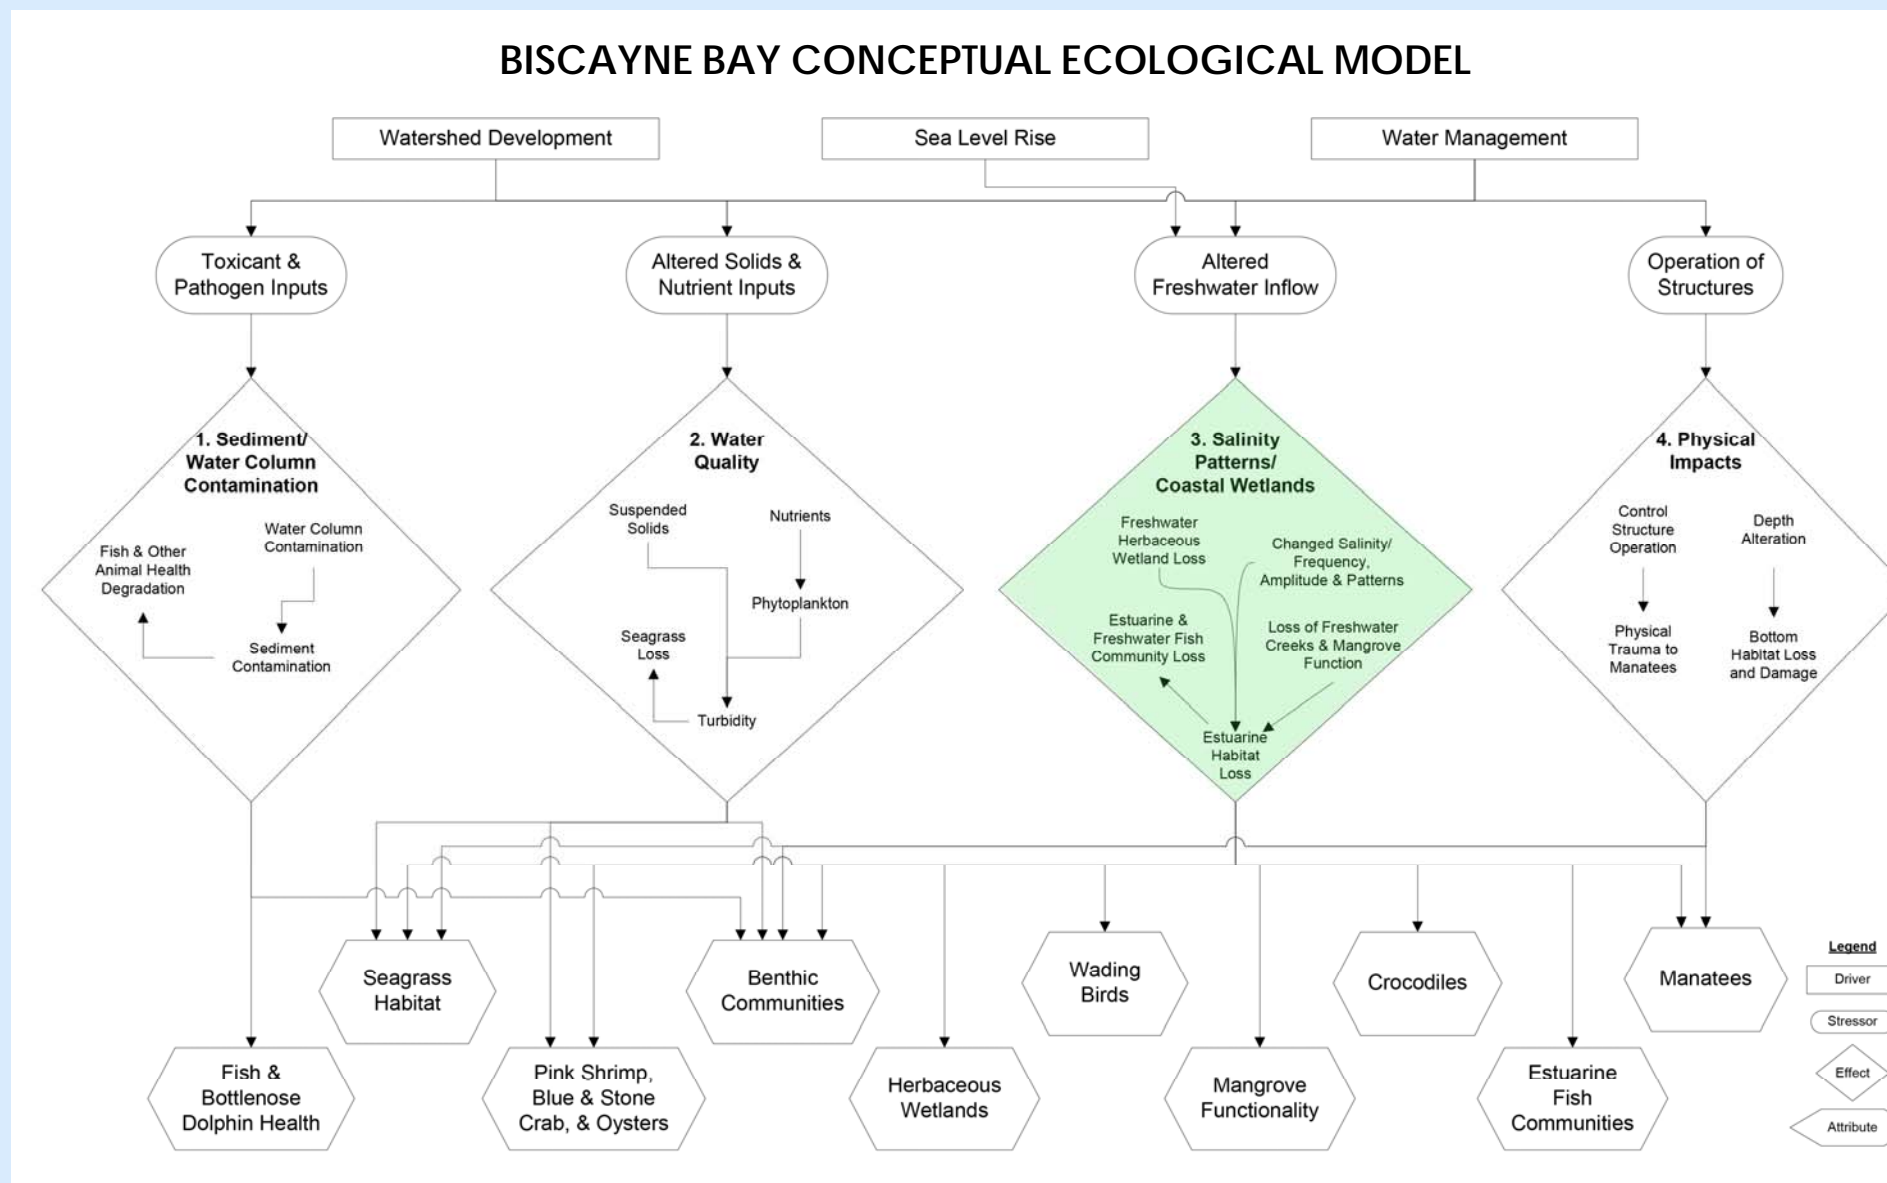 BISCAYNE BAY CONCEPTUAL ECOLOGICAL MODEL
Watershed Development
Sea Level Rise
Water Management
Toxicant &
Pathogen Inputs
Altered Solids &
Nutrient Inputs
Altered
Freshwater Inflow
Operation of
Structures
1. Sediment/
Water Column
Contamination
Water Column
Contamination
Fish & Other
Animal Health
Degradation
Sediment
Contamination
2. Water
Quality
Suspended
Solids
Nutrients
Phytoplankton
Seagrass
Loss
Turbidity
3. Salinity
Patterns/
Coastal Wetlands
Freshwater
Herbaceous
Wetland Loss
Changed Salinity/
Frequency,
Amplitude & Patterns
Estuarine &
Freshwater Fish
Community Loss
Loss of Freshwater
Creeks & Mangrove
Function
Estuarine
Habitat
Loss
4. Physical
Impacts
Control
Structure
Operation
Depth
Alteration
Physical
Trauma to
Manatees
Bottom
Habitat Loss
and Damage
Seagrass
Habitat
Benthic
Communities
Wading
Birds
Crocodiles
Manatees
Fish &
Bottlenose
Dolphin Health
Pink Shrimp,
Blue & Stone
Crab, & Oysters
Herbaceous
Wetlands
Mangrove
Functionality
Estuarine
Fish
Communities
Legend
Driver
Stressor
Effect
Attribute